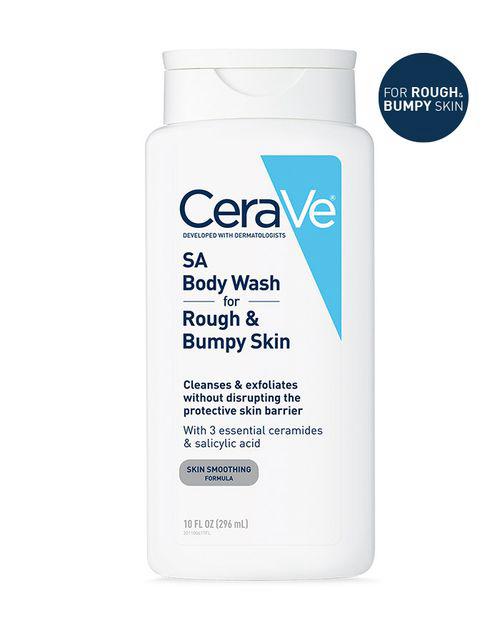 FOR ROUGH &
BUMPY SKIN
CeraVe®
DEVELOPED WITH DERMATOLOGISTS
SA
Body Wash
for
Rough &
Bumpy Skin
Cleanses & exfoliates
without disrupting the
protective skin barrier
With 3 essential ceramides
& salicylic acid
SKIN SMOOTHING
FORMULA
10 FL OZ (296 mL)